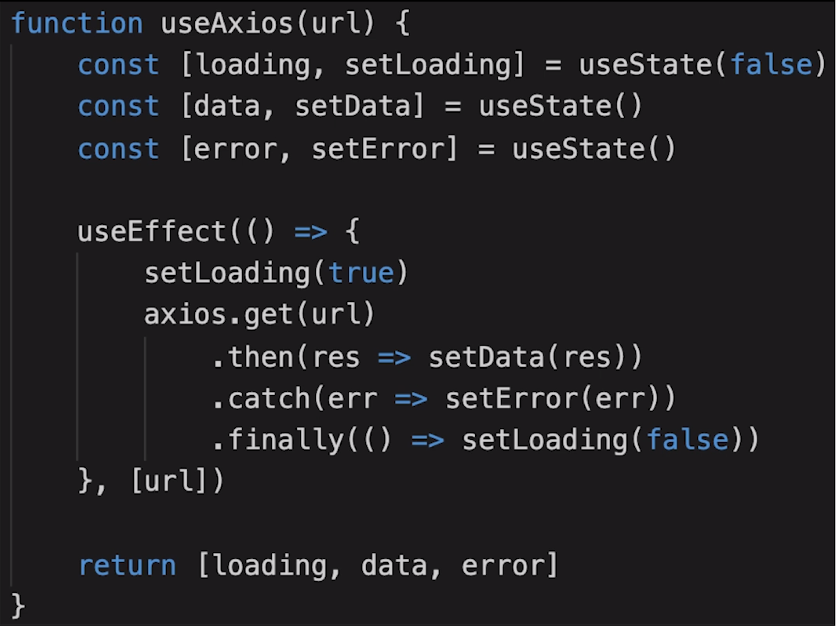 function useAxios(url) {
    const [loading, setLoading] = useState(false)
    const [data, setData] = useState()
    const [error, setError] = useState()

    useEffect(() => {
        setLoading(true)
        axios.get(url)
            .then(res => setData(res))
            .catch(err => setError(err))
            .finally(() => setLoading(false))
    }, [url])

    return [loading, data, error]
}